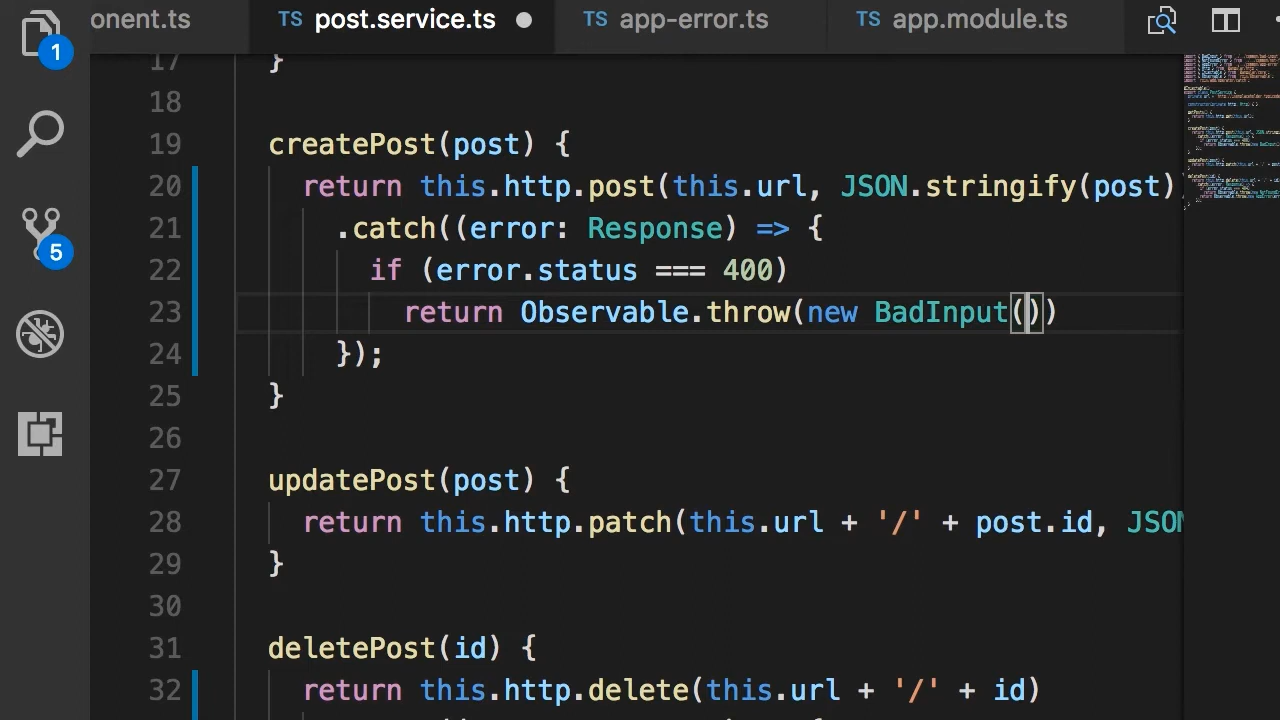 onent.ts TS post.service.ts TS app-error.ts TS app.module.ts
1
5
17 }
18
19 createPost(post) {
20 return this.http.post(this.url, JSON.stringify(post)
21 .catch((error: Response) => {
22 if (error.status === 400)
23 return Observable.throw(new BadInput())
24 });
25 }
26
27 updatePost(post) {
28 return this.http.patch(this.url + '/' + post.id, JSON
29 }
30
31 deletePost(id) {
32 return this.http.delete(this.url + '/' + id)